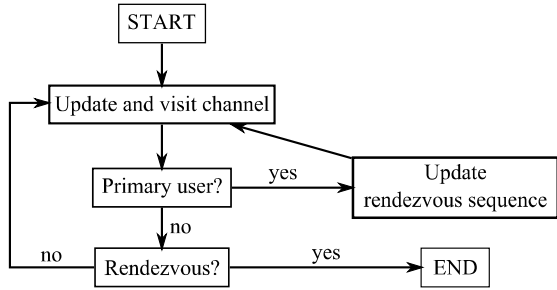 START
Update and visit channel
Primary user?
yes
Update
rendezvous sequence
no
no
Rendezvous?
yes
END